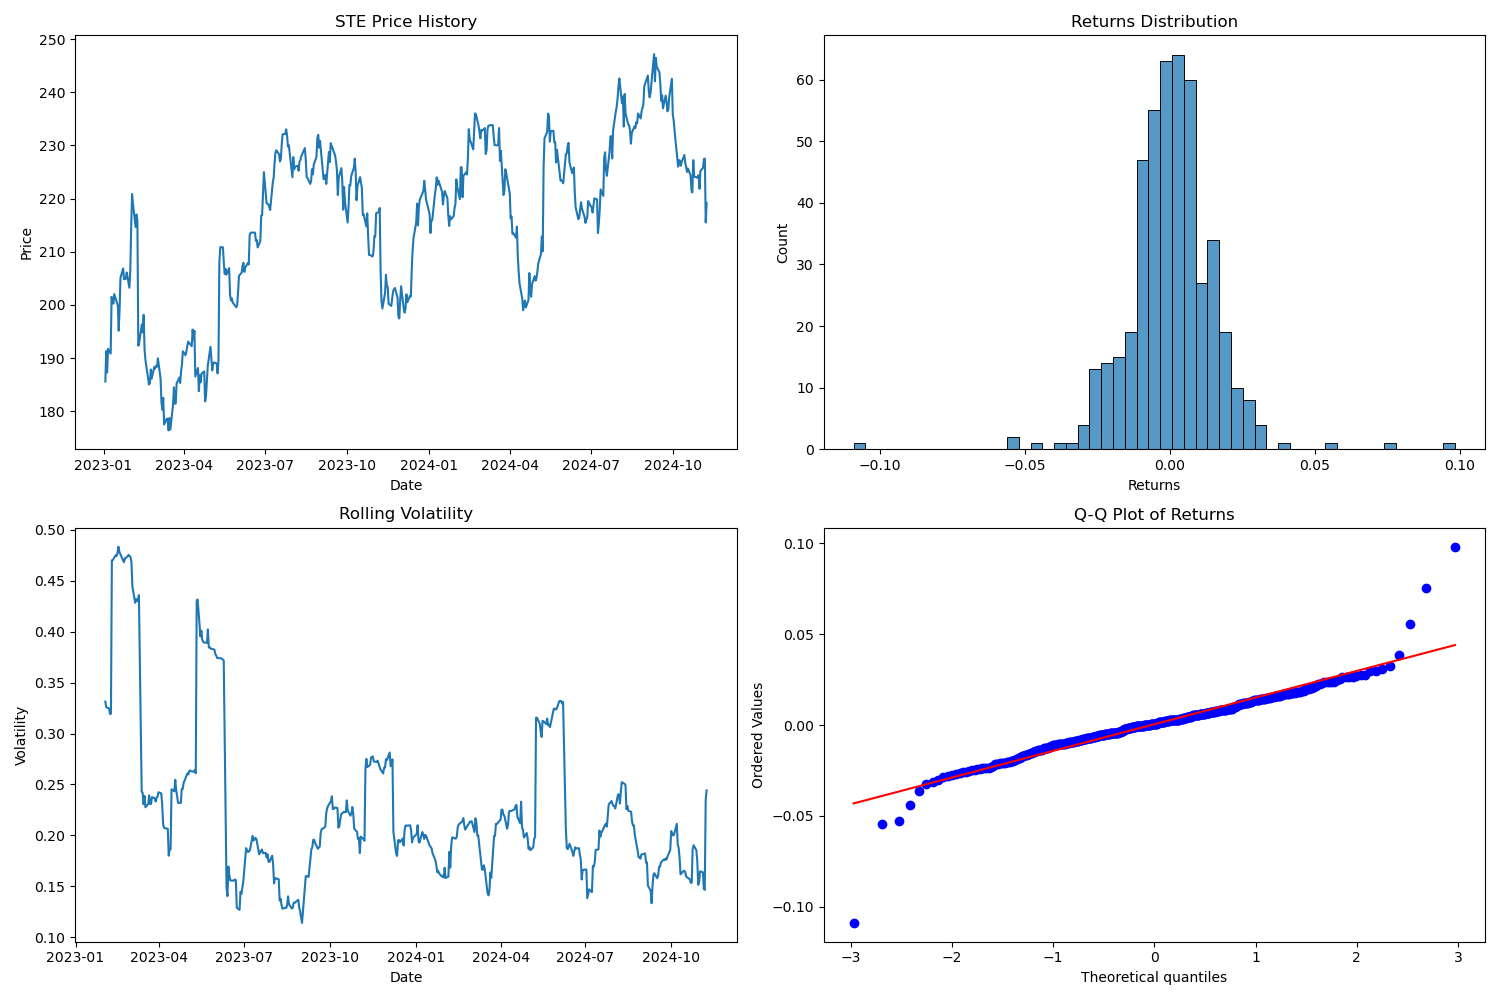 STE Price History
250
240
230
220
210
200
190
180
Price
2023-01 2023-04 2023-07 2023-10 2024-01 2024-04 2024-07 2024-10
Date
Returns Distribution
60
50
40
30
20
10
0
Count
−0.10 −0.05 0.00 0.05 0.10
Returns
Rolling Volatility
0.50
0.45
0.40
0.35
0.30
0.25
0.20
0.15
0.10
Volatility
2023-01 2023-04 2023-07 2023-10 2024-01 2024-04 2024-07 2024-10
Date
Q-Q Plot of Returns
0.10
0.05
0.00
−0.05
−0.10
Ordered Values
−3 −2 −1 0 1 2 3
Theoretical quantiles